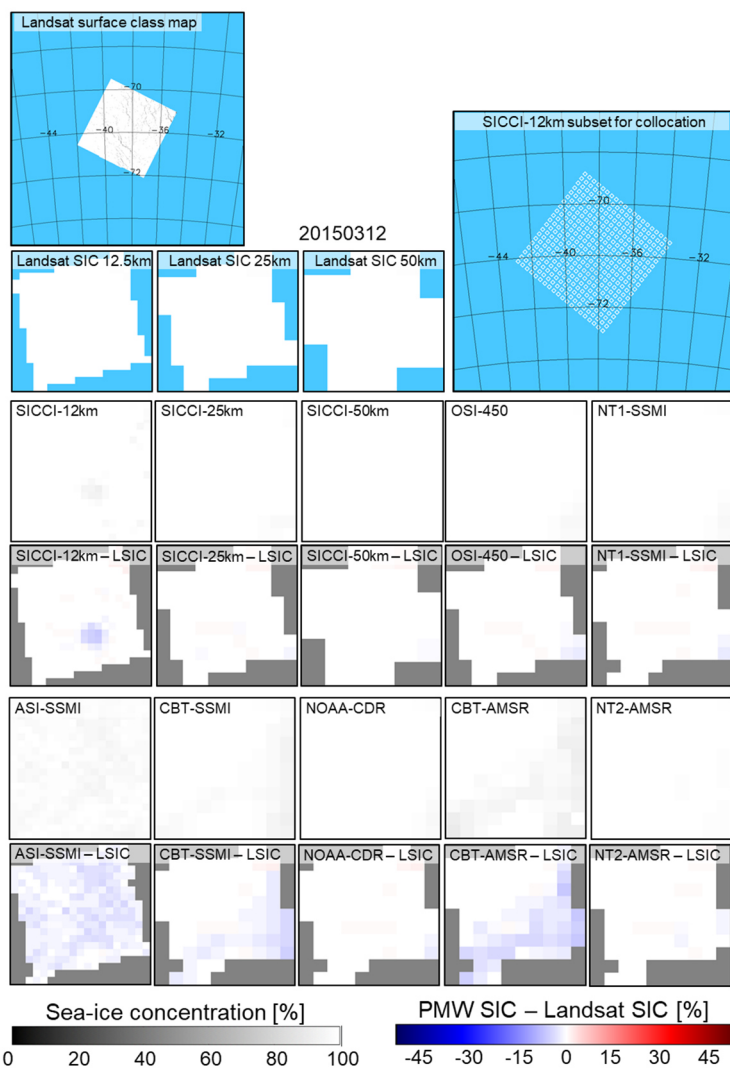 Landsat surface class map
-70
-44
-40
-36
-32
-72
SICCI-12km subset for collocation
-70
-44
-40
-36
-32
-72
20150312
Landsat SIC 12.5km
Landsat SIC 25km
Landsat SIC 50km
SICCI-12km
SICCI-25km
SICCI-50km
OSI-450
NT1-SSMI
SICCI-12km – LSIC
SICCI-25km – LSIC
SICCI-50km – LSIC
OSI-450 – LSIC
NT1-SSMI – LSIC
ASI-SSMI
CBT-SSMI
NOAA-CDR
CBT-AMSR
NT2-AMSR
ASI-SSMI – LSIC
CBT-SSMI – LSIC
NOAA-CDR – LSIC
CBT-AMSR – LSIC
NT2-AMSR – LSIC
Sea-ice concentration [%]
0 20 40 60 80 100
PMW SIC – Landsat SIC [%]
-45 -30 -15 0 15 30 45